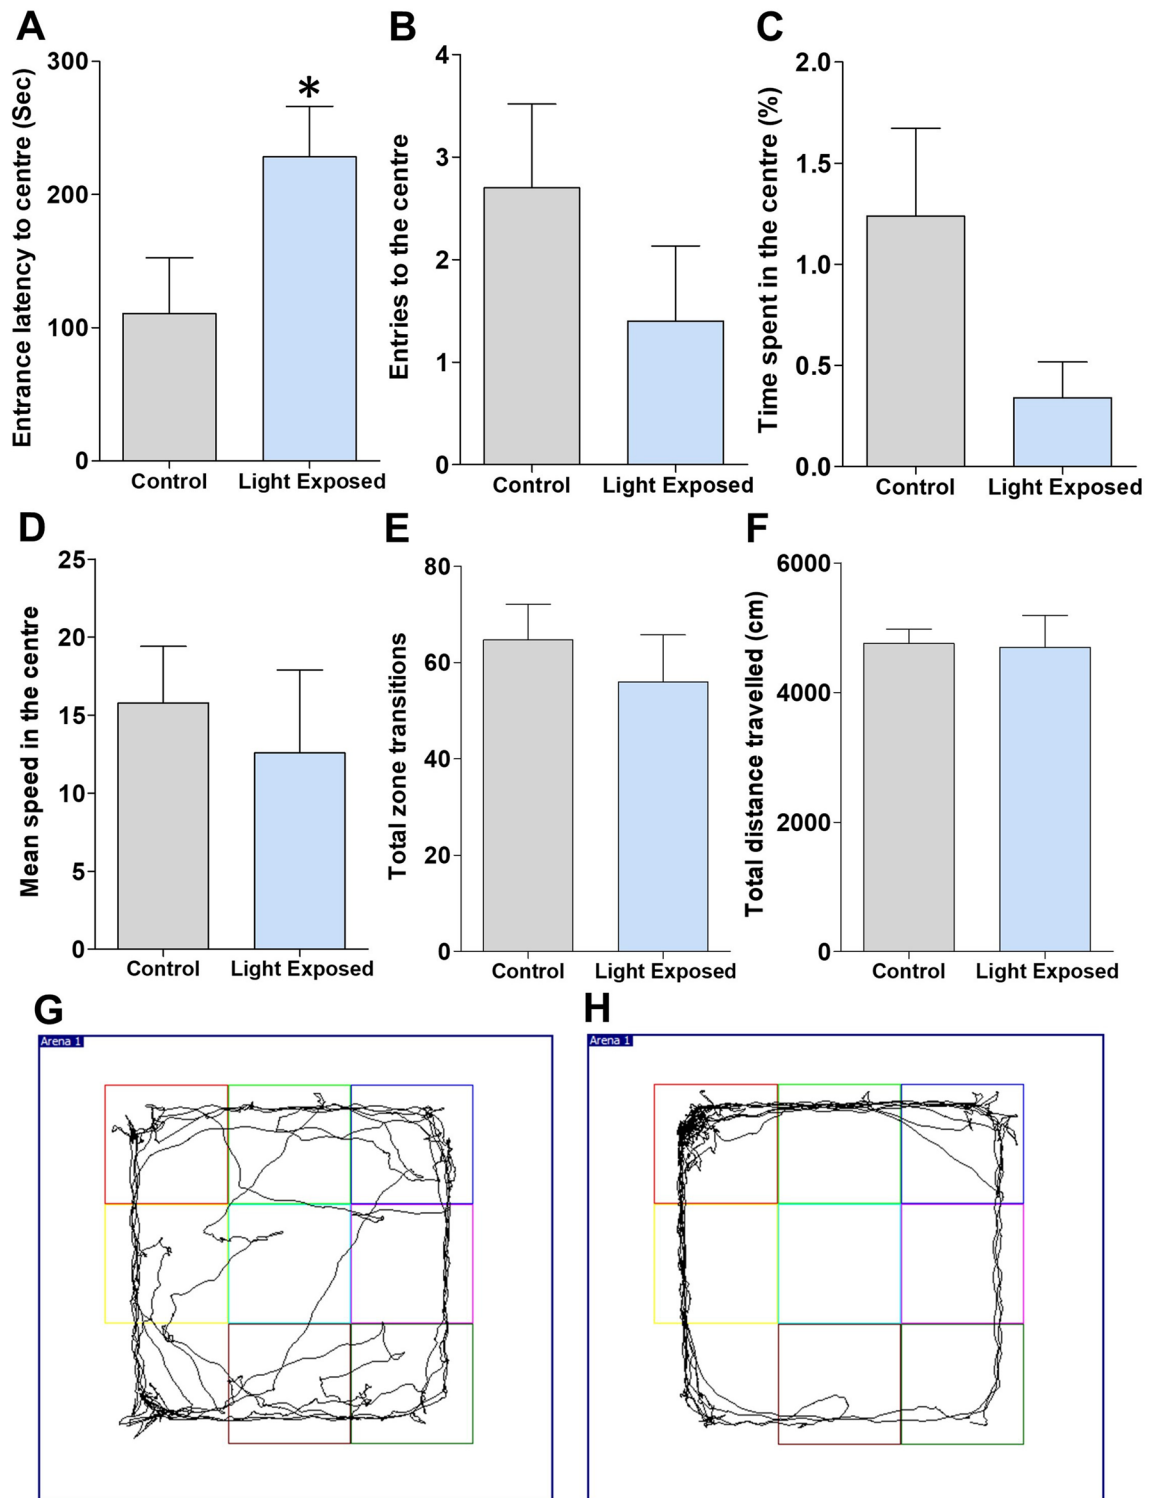 A
B
C
Entrance latency to centre (Sec)
300
200
100
0
*
Control
Light Exposed
Entries to the centre
4
3
2
1
0
Control
Light Exposed
Time spent in the centre (%)
2.0
1.5
1.0
0.5
0.0
Control
Light Exposed
D
E
F
Mean speed in the centre
25
20
15
10
5
0
Control
Light Exposed
Total zone transitions
80
60
40
20
0
Control
Light Exposed
Total distance travelled (cm)
6000
4000
2000
0
Control
Light Exposed
G
H
Arena 1
Arena 1